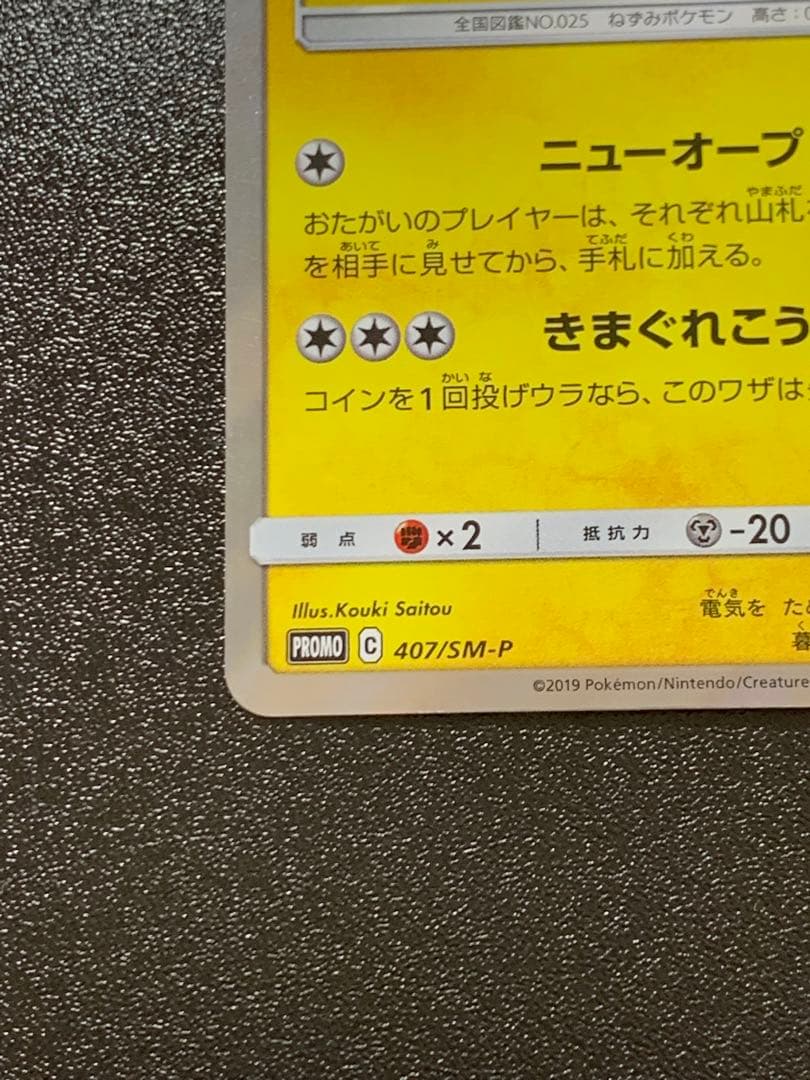 全国図鑑NO.025 ねずみポケモン 高さ:
ニューオープ
やまふだ
おたがいのプレイヤーは、それぞれ山札
あいて み てふだ くわ
を相手に見せてから、手札に加える。
きまぐれこう
かい な
コインを1回投げウラなら、このワザは
弱点 ×2 抵抗力 -20
Illus.Kouki Saitou
でんき
電気を ため
く
暮
PROMO C 407/SM-P
©2019 Pokémon/Nintendo/Creature